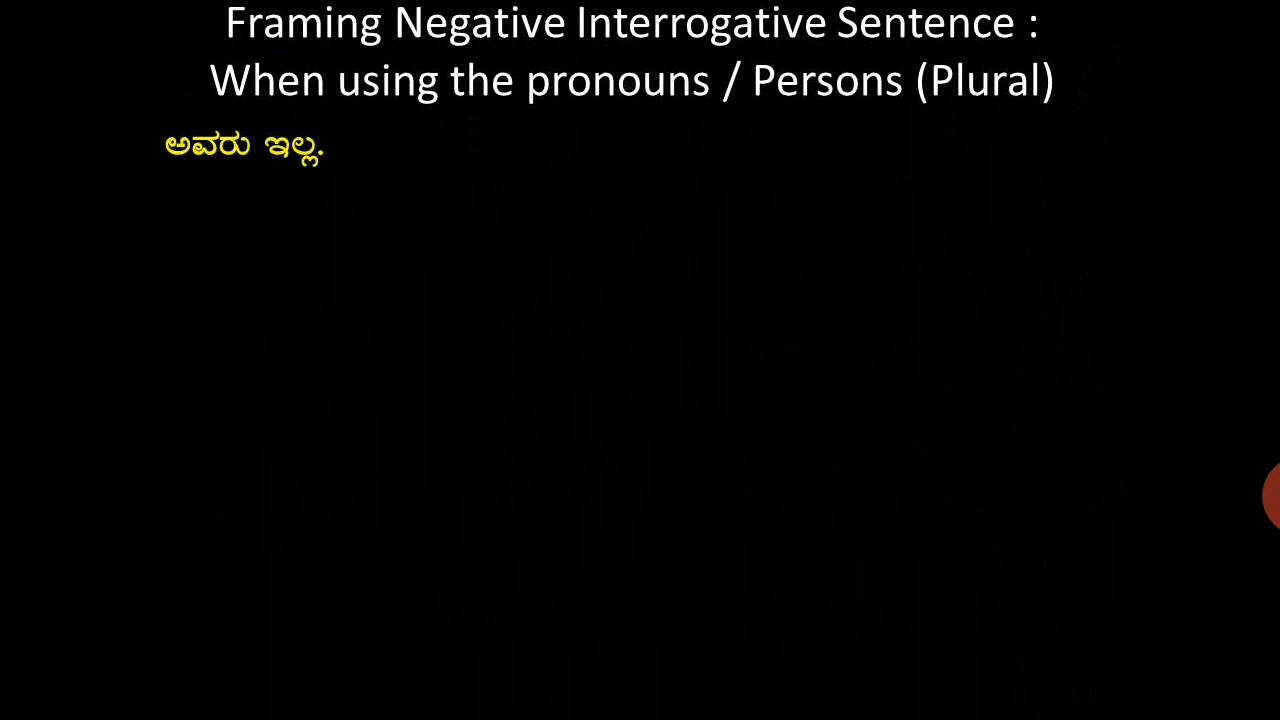 Framing Negative Interrogative Sentence :
When using the pronouns / Persons (Plural)
ಅವರು ಇಲ್ಲ.